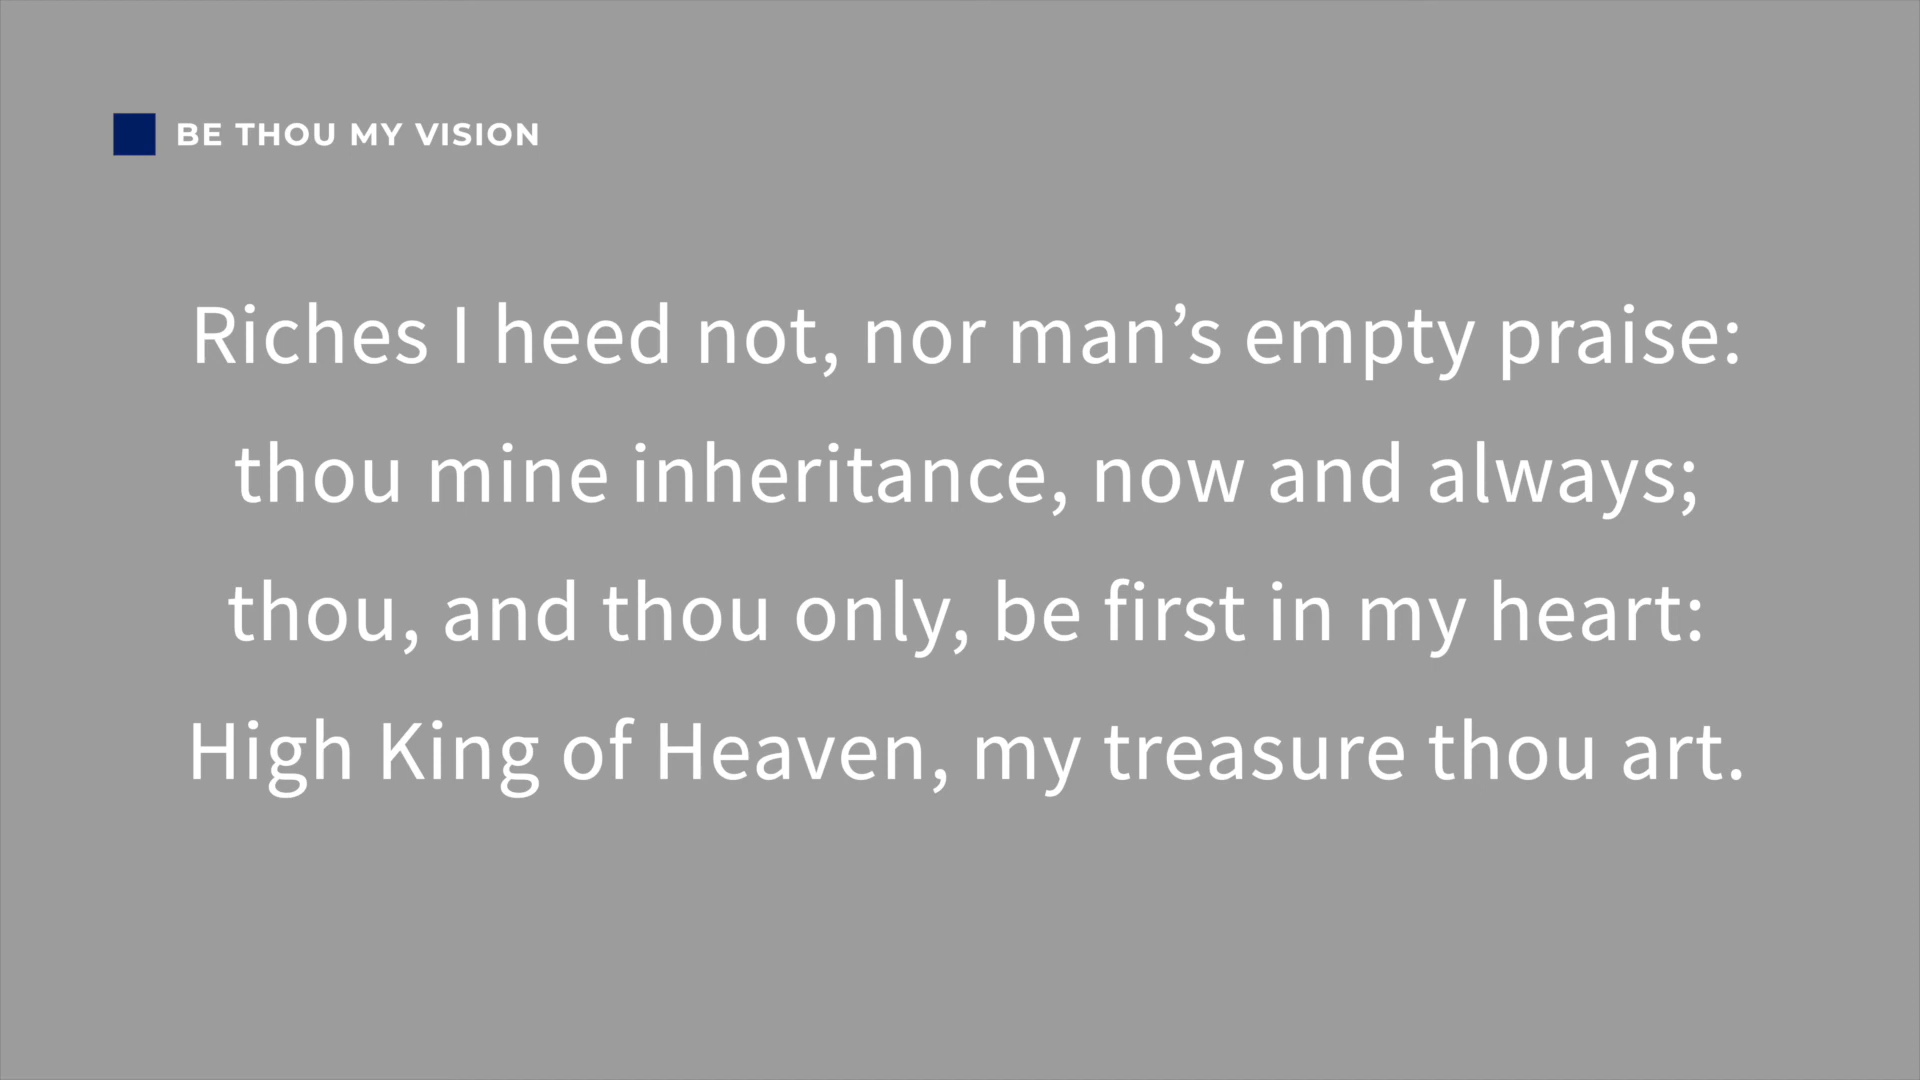 BE THOU MY VISION
Riches I heed not, nor man’s empty praise:
thou mine inheritance, now and always;
thou, and thou only, be first in my heart:
High King of Heaven, my treasure thou art.